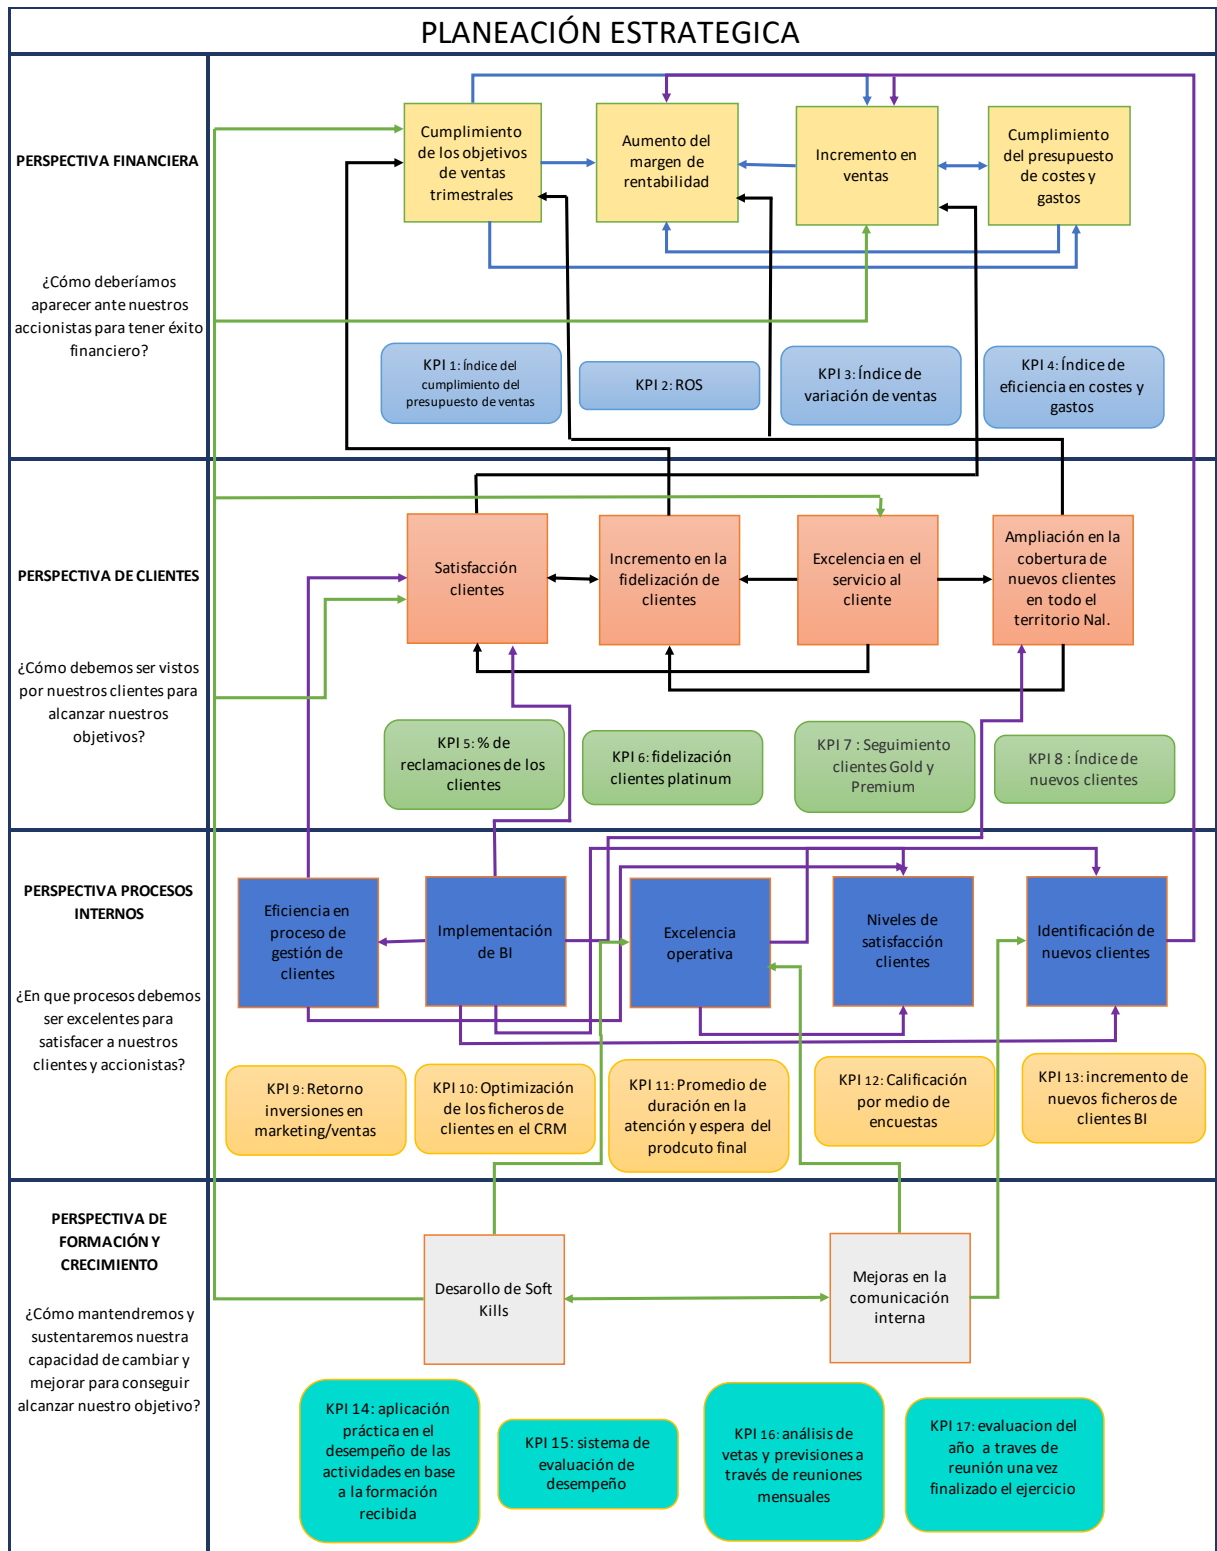 PLANEACIÓN ESTRATEGICA
PERSPECTIVA FINANCIERA
¿Cómo deberíamos
aparecer ante nuestros
accionistas para tener éxito
financiero?
Cumplimiento
de los objetivos
de ventas
trimestrales
Aumento del
margen de
rentabilidad
Incremento en
ventas
Cumplimiento
del presupuesto
de costes y
gastos
KPI 1: Índice del
cumplimiento del
presupuesto de ventas
KPI 2: ROS
KPI 3: Índice de
variación de ventas
KPI 4: Índice de
eficiencia en costes y
gastos
PERSPECTIVA DE CLIENTES
¿Cómo debemos ser vistos
por nuestros clientes para
alcanzar nuestros
objetivos?
Satisfacción
clientes
Incremento en la
fidelización de
clientes
Excelencia en el
servicio al
cliente
Ampliación en la
cobertura de
nuevos clientes
en todo el
territorio Nal.
KPI 5: % de
reclamaciones de los
clientes
KPI 6: fidelización
clientes platinum
KPI 7 : Seguimiento
clientes Gold y
Premium
KPI 8 : Índice de
nuevos clientes
PERSPECTIVA PROCESOS
INTERNOS
¿En que procesos debemos
ser excelentes para
satisfacer a nuestros
clientes y accionistas?
Eficiencia en
proceso de
gestión de
clientes
Implementación
de BI
Excelencia
operativa
Niveles de
satisfacción
clientes
Identificación de
nuevos clientes
KPI 9: Retorno
inversiones en
marketing/ventas
KPI 10: Optimización
de los ficheros de
clientes en el CRM
KPI 11: Promedio de
duración en la
atención y espera del
prodcuto final
KPI 12: Calificación
por medio de
encuestas
KPI 13: incremento de
nuevos ficheros de
clientes BI
PERSPECTIVA DE
FORMACIÓN Y
CRECIMIENTO
¿Cómo mantendremos y
sustentaremos nuestra
capacidad de cambiar y
mejorar para conseguir
alcanzar nuestro objetivo?
Desarollo de Soft
Kills
Mejoras en la
comunicación
interna
KPI 14: aplicación
práctica en el
desempeño de las
actividades en base
a la formación
recibida
KPI 15: sistema de
evaluación de
desempeño
KPI 16: análisis de
vetas y previsiones a
través de reuniones
mensuales
KPI 17: evaluacion del
año a traves de
reunión una vez
finalizado el ejercicio